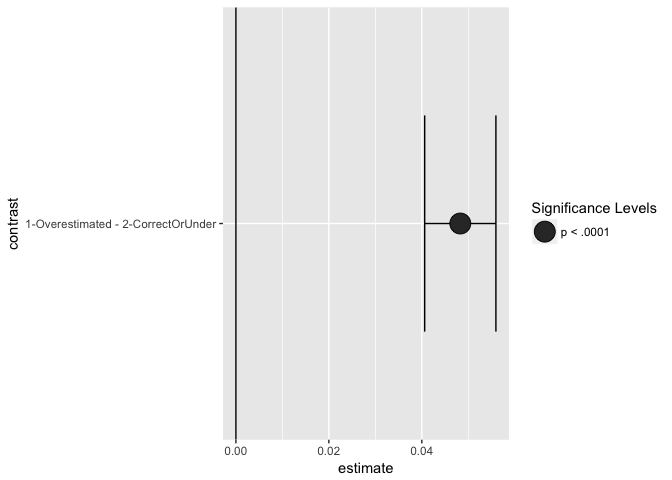 contrast
1-Overestimated - 2-CorrectOrUnder
0.00 0.02 0.04
estimate
Significance Levels
p < .0001